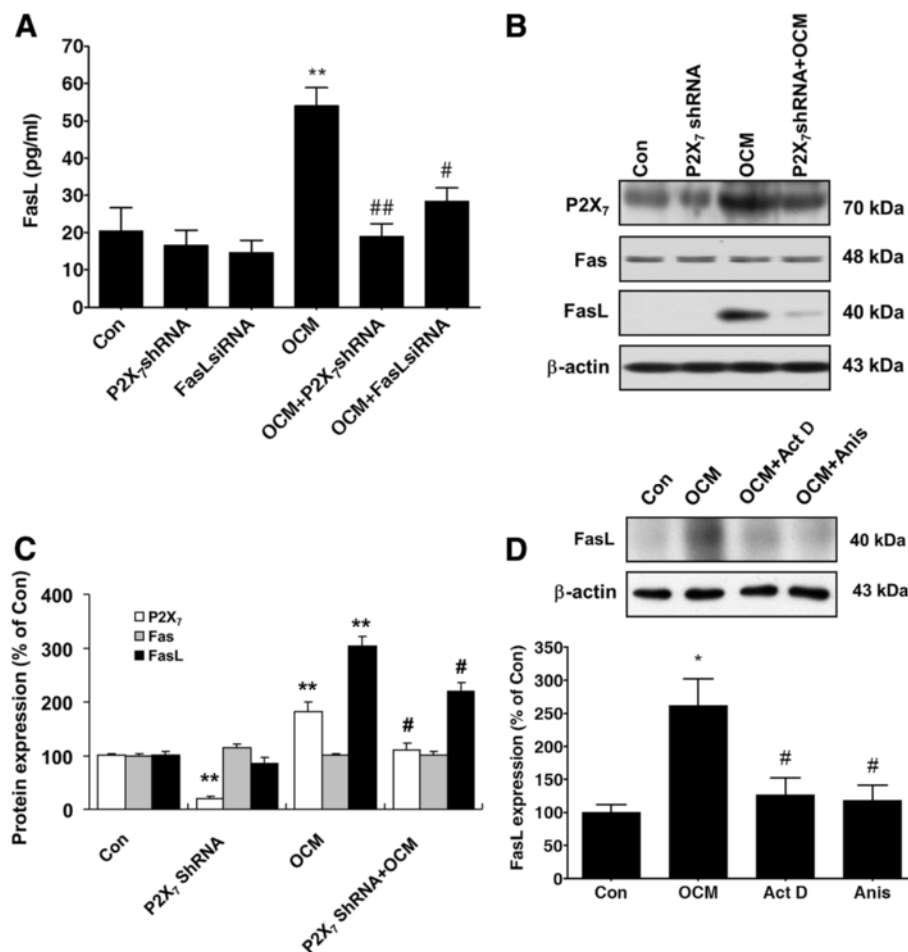 A
FasL (pg/ml)
70
60
50
40
30
20
10
0
**
##
#
Con
P2X₇shRNA
FasLsiRNA
OCM
OCM+P2X₇shRNA
OCM+FasLsiRNA
B
Con
P2X₇ shRNA
OCM
P2X₇shRNA+OCM
P2X₇ 70 kDa
Fas 48 kDa
FasL 40 kDa
β-actin 43 kDa
C
Protein expression (% of Con)
400
300
200
100
0
P2X₇
Fas
FasL
**
**
**
#
#
Con
P2X₇ ShRNA
OCM
P2X₇ ShRNA+OCM
D
Con
OCM
OCM+Act D
OCM+Anis
FasL 40 kDa
β-actin 43 kDa
FasL expression (% of Con)
350
300
250
200
150
100
50
0
*
#
#
Con OCM Act D Anis